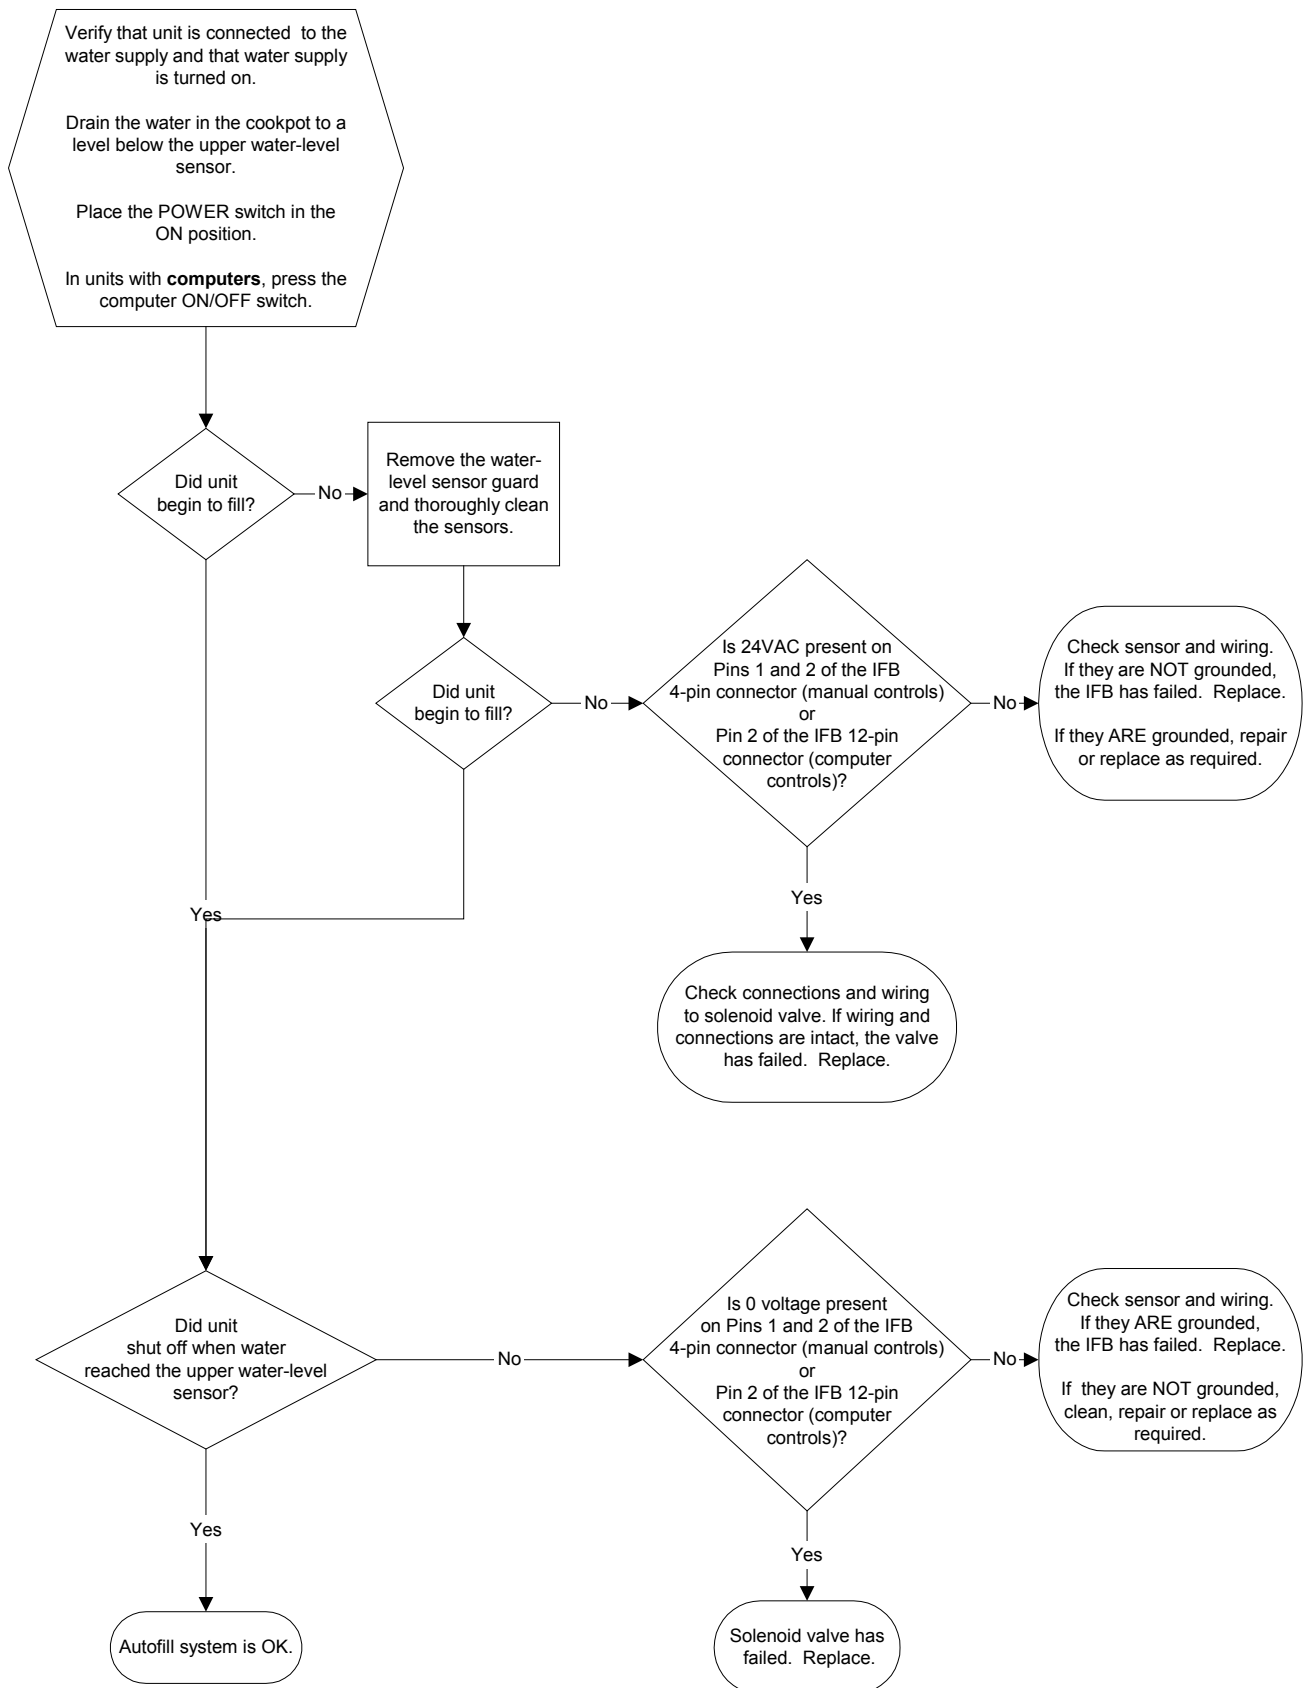 Verify that unit is connected  to the
water supply and that water supply
is turned on.
Drain the water in the cookpot to a
level below the upper water-level
sensor.
Place the POWER switch in the
ON position.
In units with computers, press the
computer ON/OFF switch.
Did unit
begin to fill?
No
Remove the water-
level sensor guard
and thoroughly clean
the sensors.
Did unit
begin to fill?
No
Is 24VAC present on
Pins 1 and 2 of the IFB
4-pin connector (manual controls)
or
Pin 2 of the IFB 12-pin
connector (computer
controls)?
No
Check sensor and wiring.
If they are NOT grounded,
the IFB has failed.  Replace.
If they ARE grounded, repair
or replace as required.
Yes
Yes
Check connections and wiring
to solenoid valve. If wiring and
connections are intact, the valve
has failed.  Replace.
Did unit
shut off when water
reached the upper water-level
sensor?
No
Is 0 voltage present
on Pins 1 and 2 of the IFB
4-pin connector (manual controls)
or
Pin 2 of the IFB 12-pin
connector (computer
controls)?
No
Check sensor and wiring.
If they ARE grounded,
the IFB has failed.  Replace.
If  they are NOT grounded,
clean, repair or replace as
required.
Yes
Yes
Autofill system is OK.
Solenoid valve has
failed.  Replace.